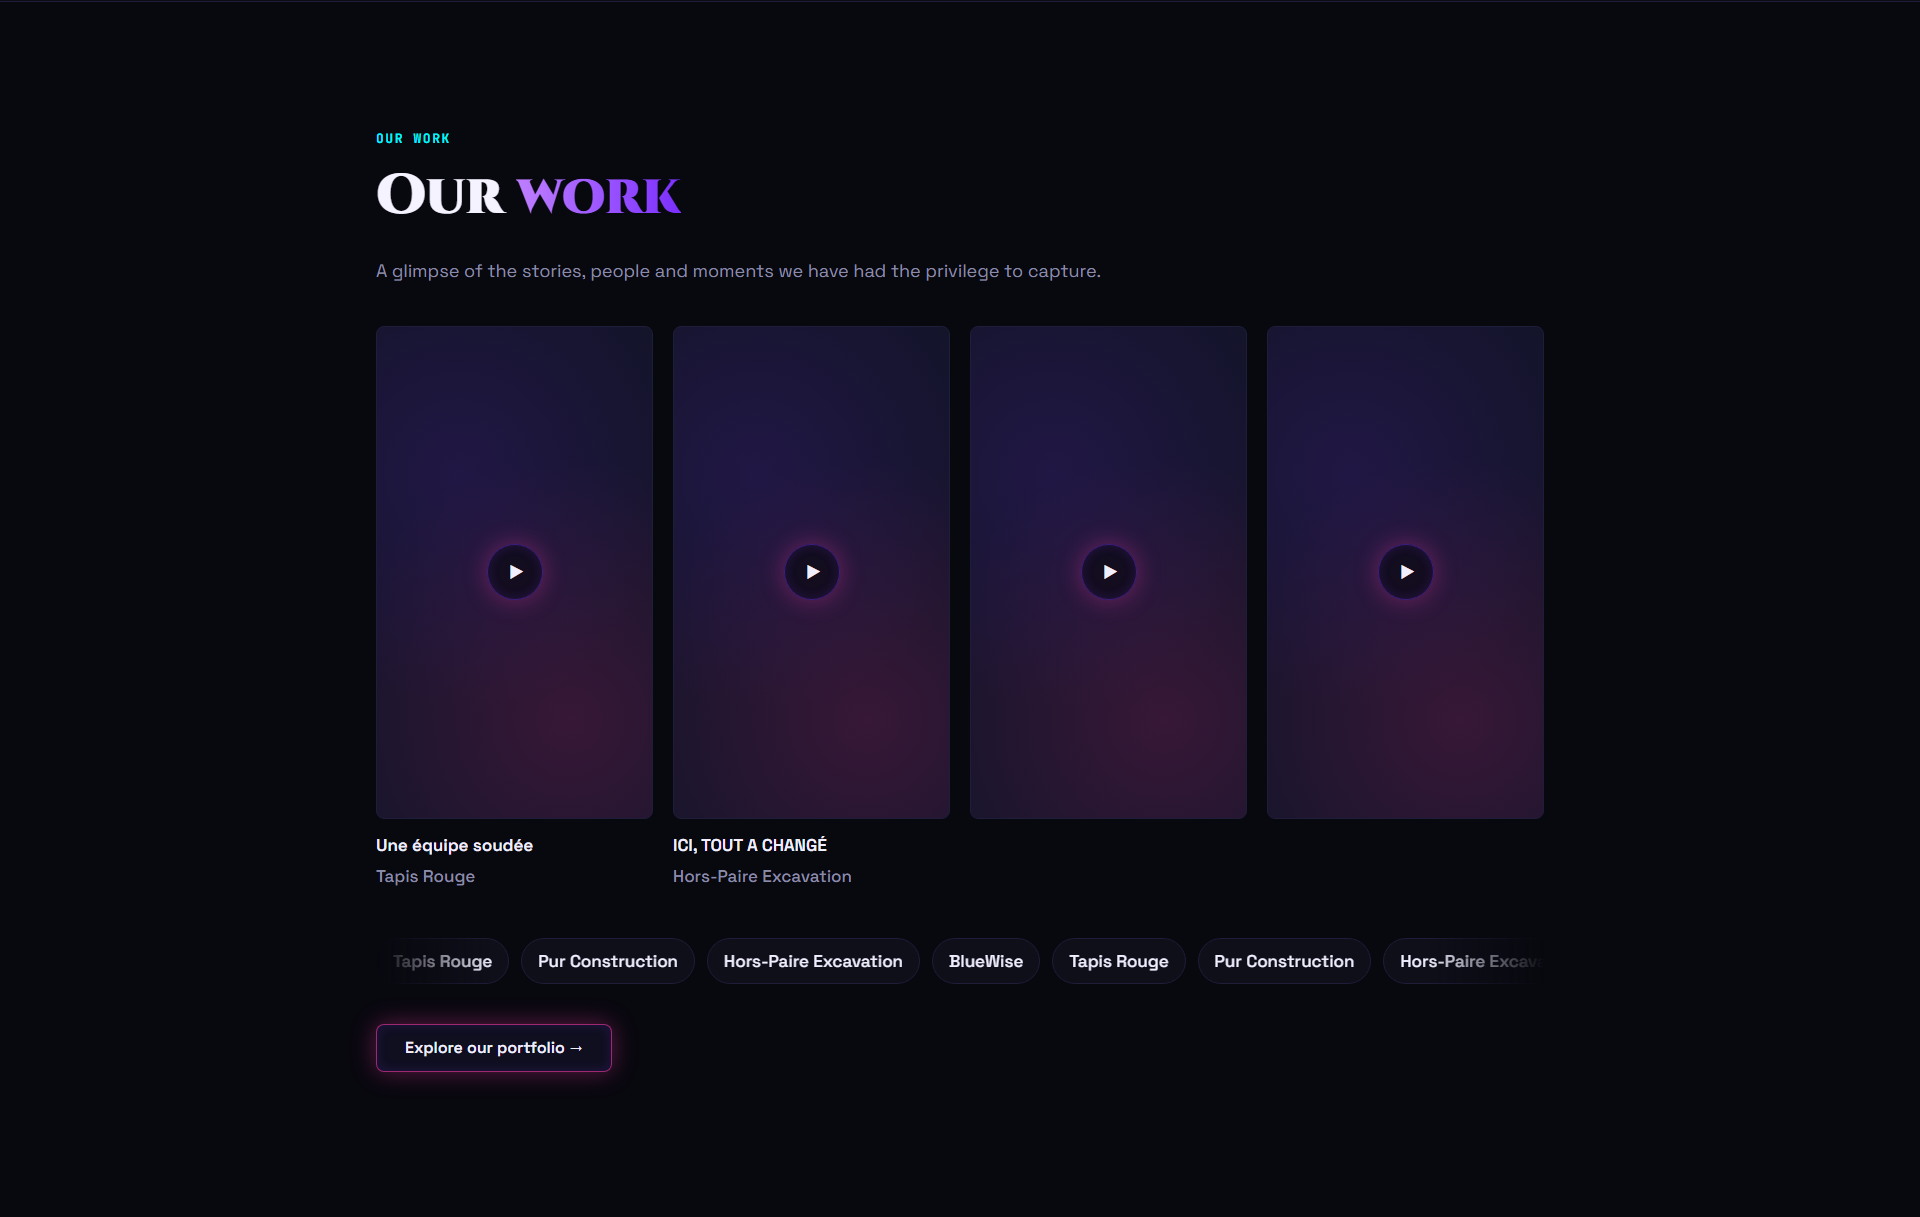 OUR WORK
Our work
A glimpse of the stories, people and moments we have had the privilege to capture.
Une équipe soudée
Tapis Rouge
ICI, TOUT A CHANGÉ
Hors-Paire Excavation
Tapis Rouge Pur Construction Hors-Paire Excavation BlueWise Tapis Rouge Pur Construction Hors-Paire Excava
Explore our portfolio →